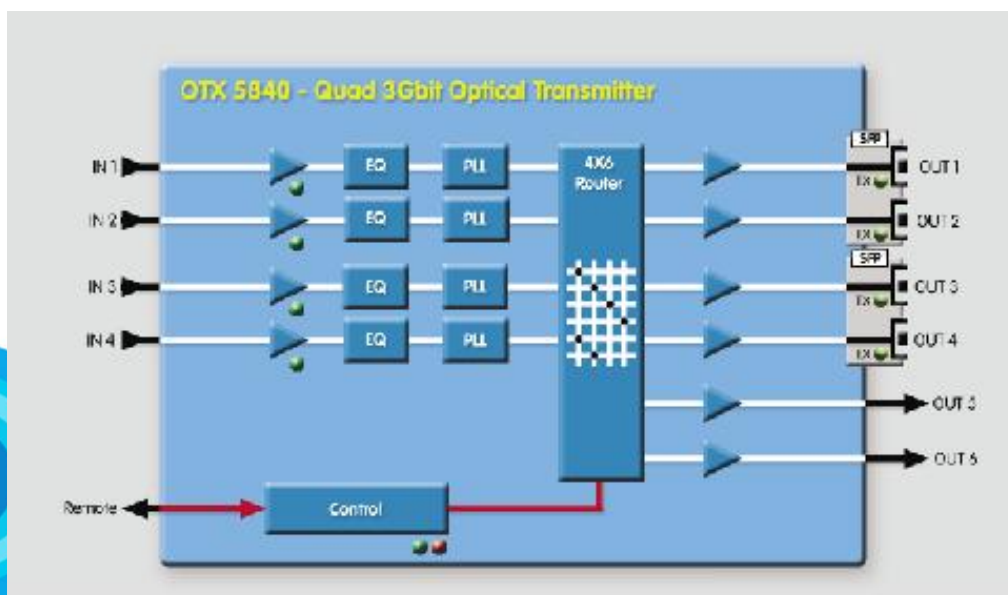 OTX 5840 - Quad 3Gbit Optical Transmitter
SFP
IN 1
EQ
PLL
4X6
Router
OUT 1
TX
IN 2
EQ
PLL
OUT 2
TX
SFP
IN 3
EQ
PLL
OUT 3
TX
IN 4
EQ
PLL
OUT 4
TX
OUT 5
OUT 6
Remote
Control